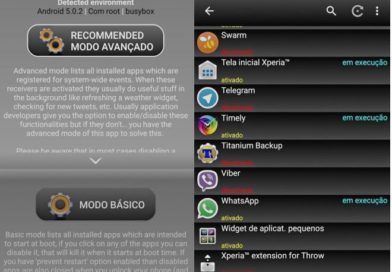 Detected environment
Android 5.0.2 | Com root | busybox
RECOMMENDED
MODO AVANÇADO
Advanced mode lists all installed apps which are
registered for system-wide events. When these
receivers are activated they usually do useful stuff in
the background like refreshing a weather widget,
checking for new tweets, etc. Usually application
developers give you the option to enable/disable these
functionalities but if they don't... you have the
advanced mode of this app to solve this.
Please be aware that in most cases disabling a
MODO BÁSICO
Basic mode lists all installed apps which are intended
to start at boot, if you click on any of the apps you can
disable it, that will kill it when it starts at boot time. If
you have 'prevent restart' option enabled than disabled
apps are closed when you unlock your phone (and
Swarm
Tela inicial Xperia™
em execução
ativado
Telegram
Timely
em execução
ativado
Titanium Backup
Viber
WhatsApp
em execução
ativado
Widget de aplicat. pequenos
ativado
Xperia™ extension for Throw